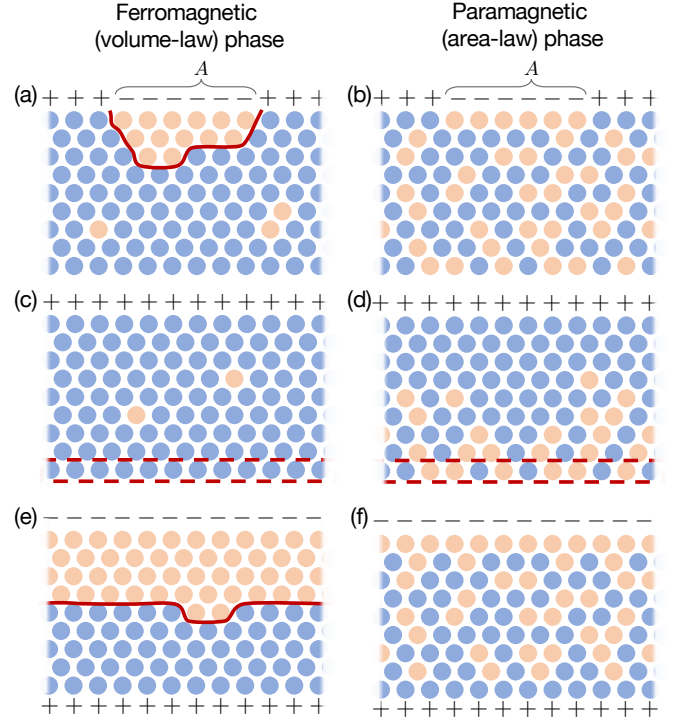 Ferromagnetic
(volume-law) phase
Paramagnetic
(area-law) phase
A
(a) + + + − − − − − − + + +
A
(b) + + + − − − − − − + + +
(c) + + + + + + + + + + + +
(d) + + + + + + + + + + + +
(e) − − − − − − − − − − − −
(f) − − − − − − − − − − − −
+ + + + + + + + + + + +
+ + + + + + + + + + + +